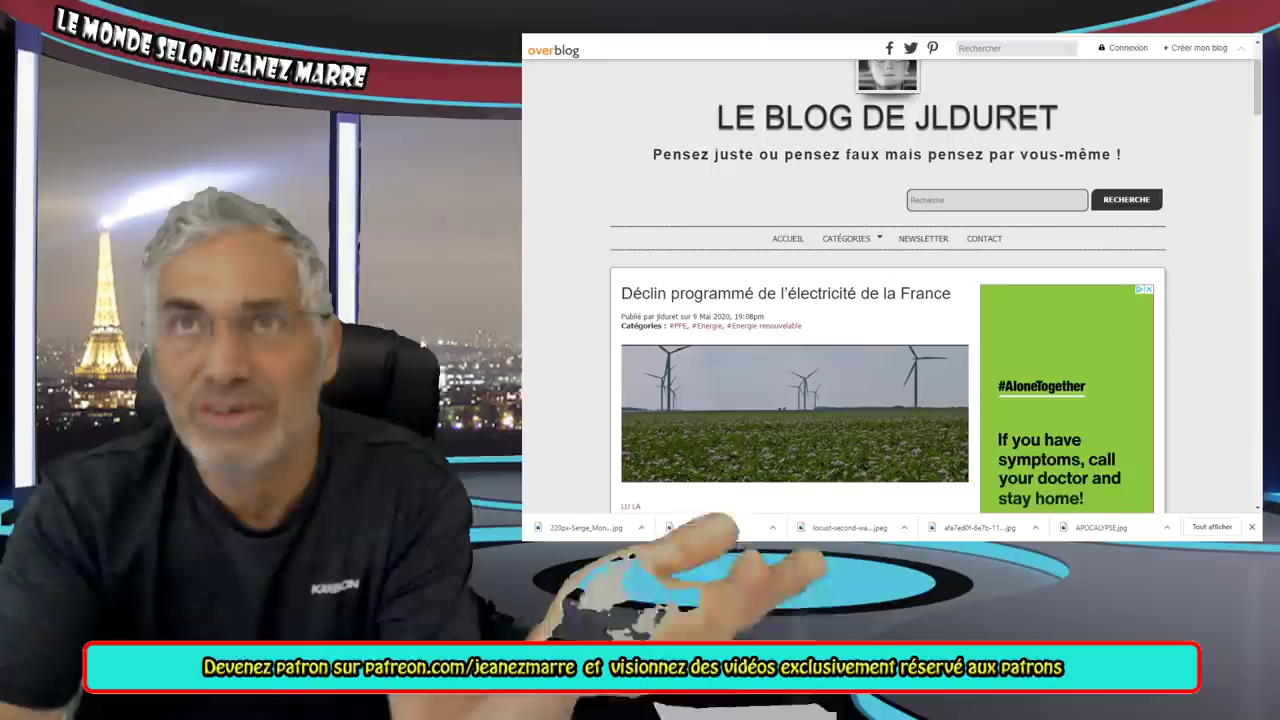 LE MONDE SELON JEANEZ MARRE
overblog
Rechercher
Connexion
+ Créer mon blog
LE BLOG DE JLDURET
Pensez juste ou pensez faux mais pensez par vous-même !
Recherche
RECHERCHE
ACCUEIL CATÉGORIES NEWSLETTER CONTACT
Déclin programmé de l'électricité de la France
Publié par jlduret sur 9 Mai 2020, 19:08pm
Catégories : #PPE, #Energie, #Energie renouvelable
#AloneTogether
If you have
symptoms, call
your doctor and
stay home!
LU LA
220px-Serge_Mon....jpg
locust-second-wa....jpeg
afa7ed0f-8e7b-11....jpg
APOCALYPSE.jpg
Tout afficher
KARBON
Devenez patron sur patreon.com/jeanezmarre et visionnez des vidéos exclusivement réservé aux patrons